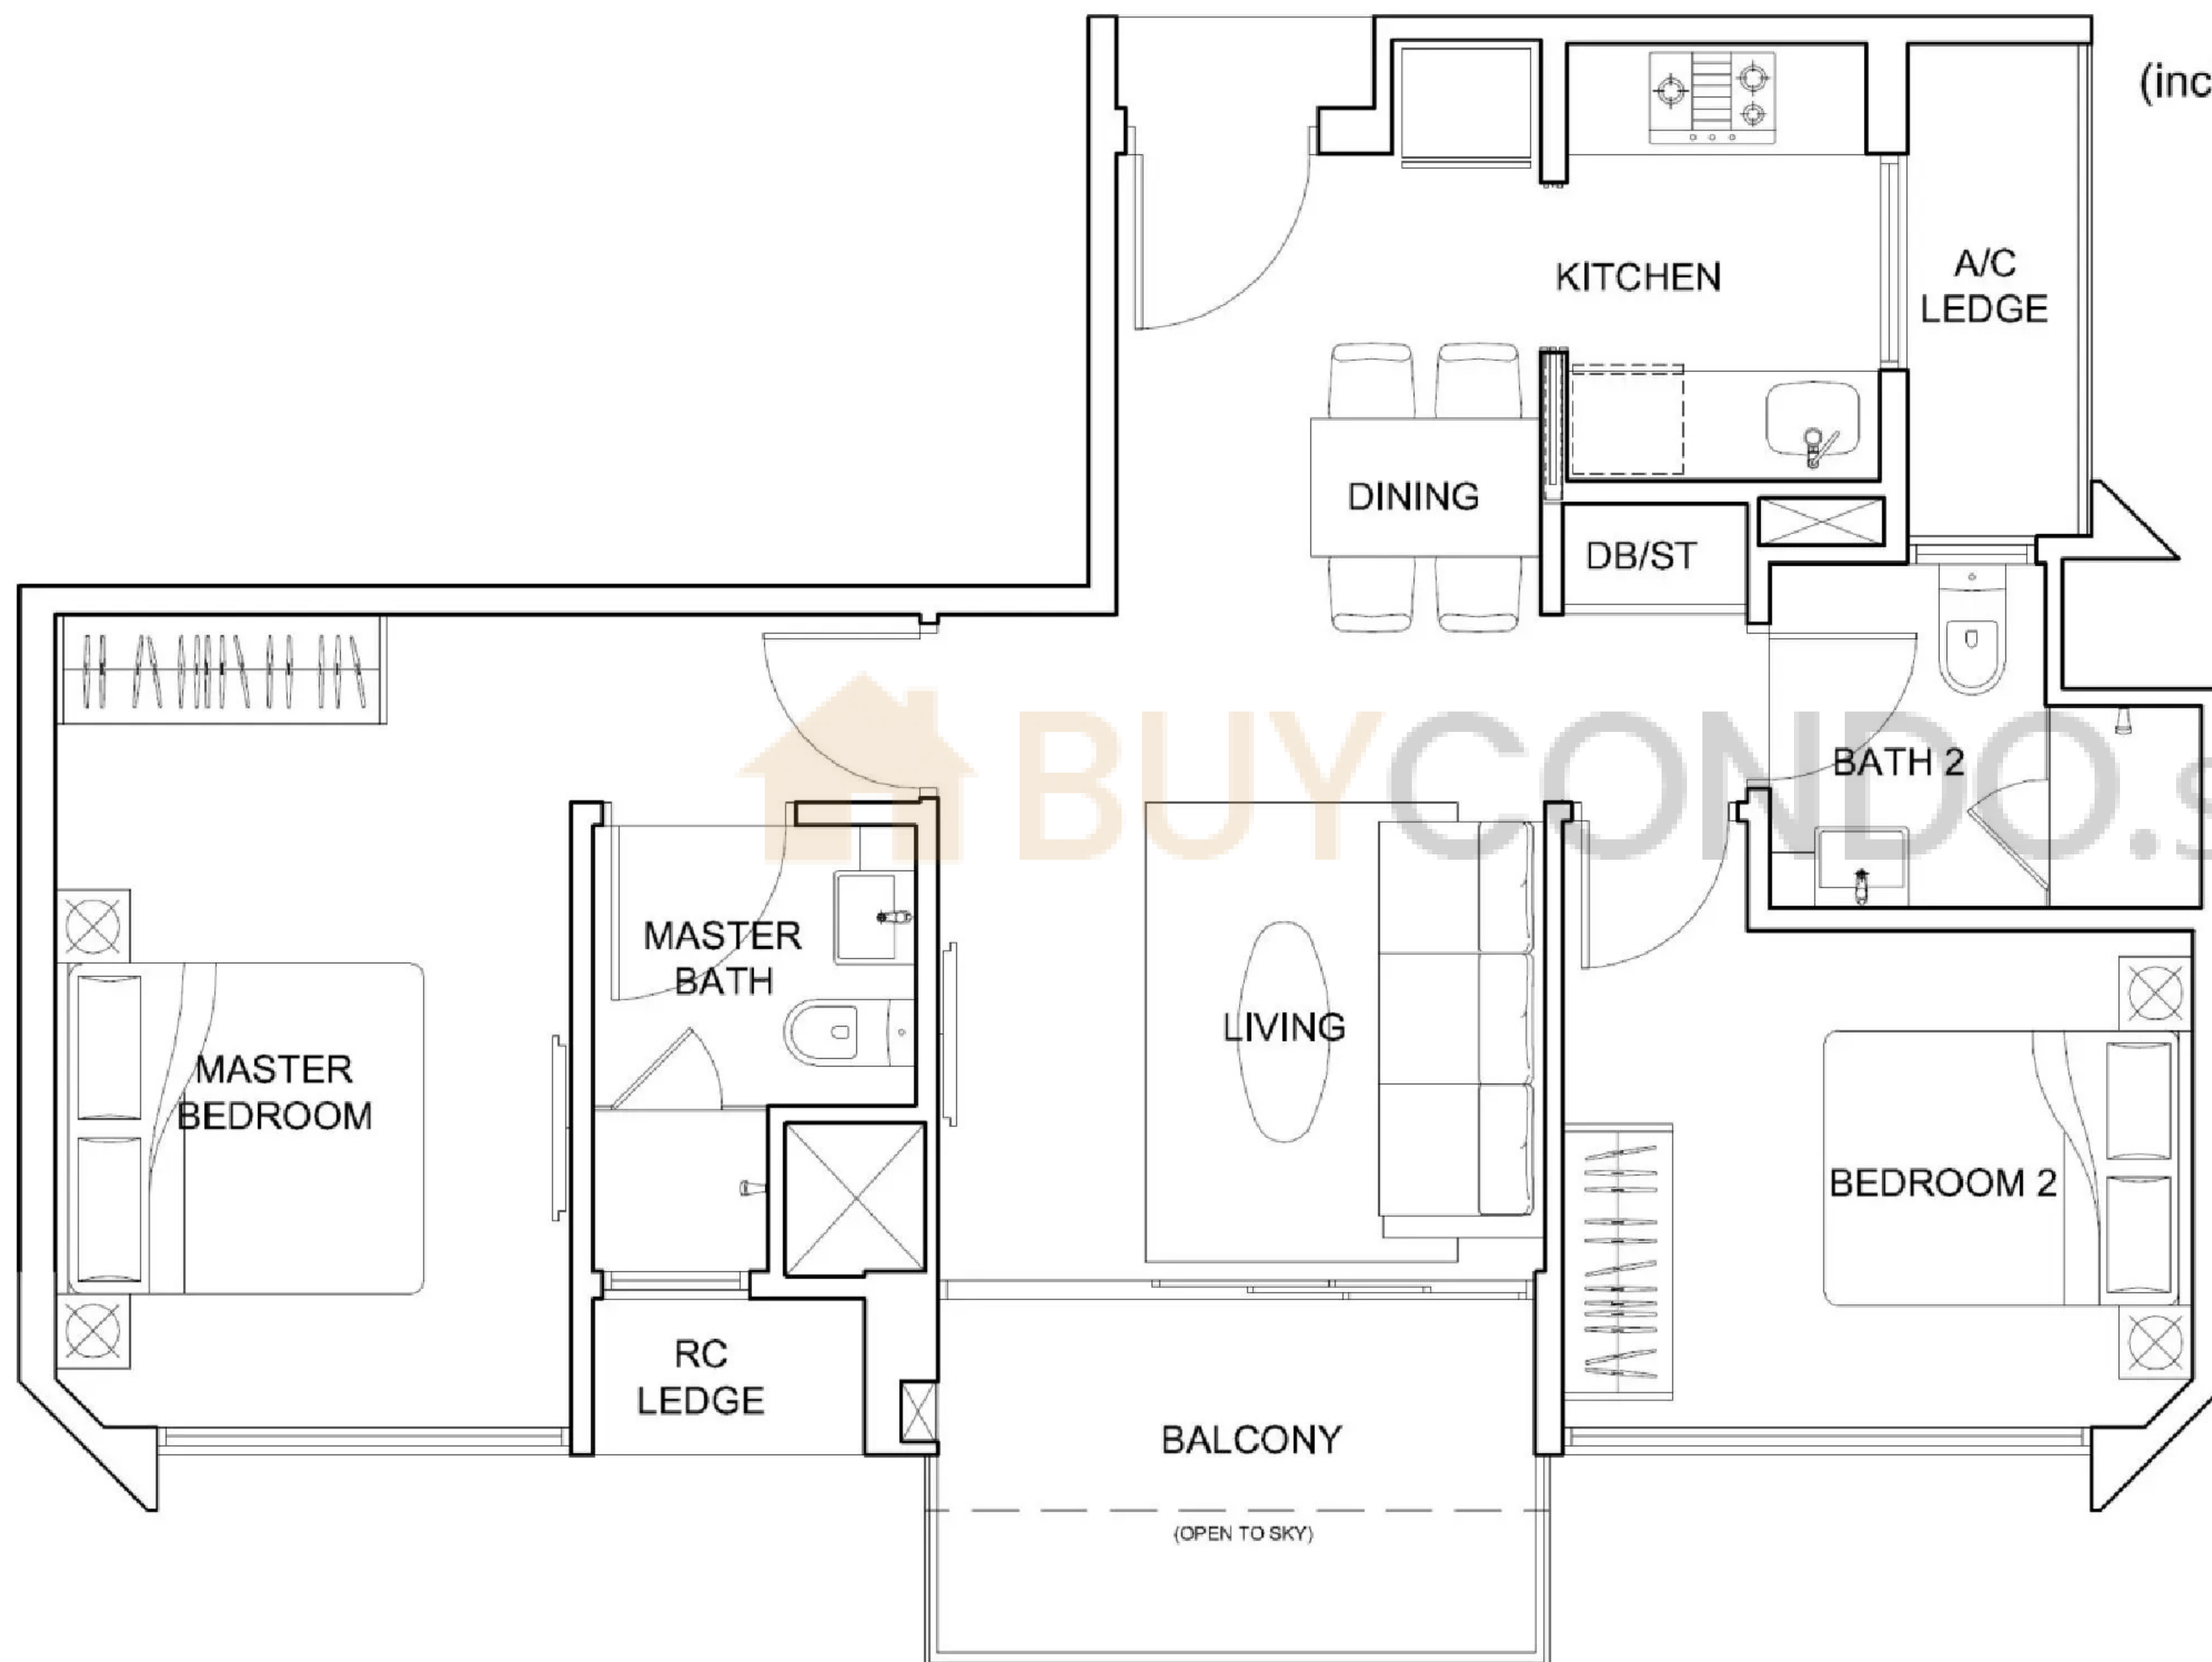 (inc
KITCHEN
A/C
LEDGE
DINING
DB/ST
BUYCONDO.s
BATH 2
MASTER
BATH
LIVING
MASTER
BEDROOM
BEDROOM 2
RC
LEDGE
BALCONY
(OPEN TO SKY)